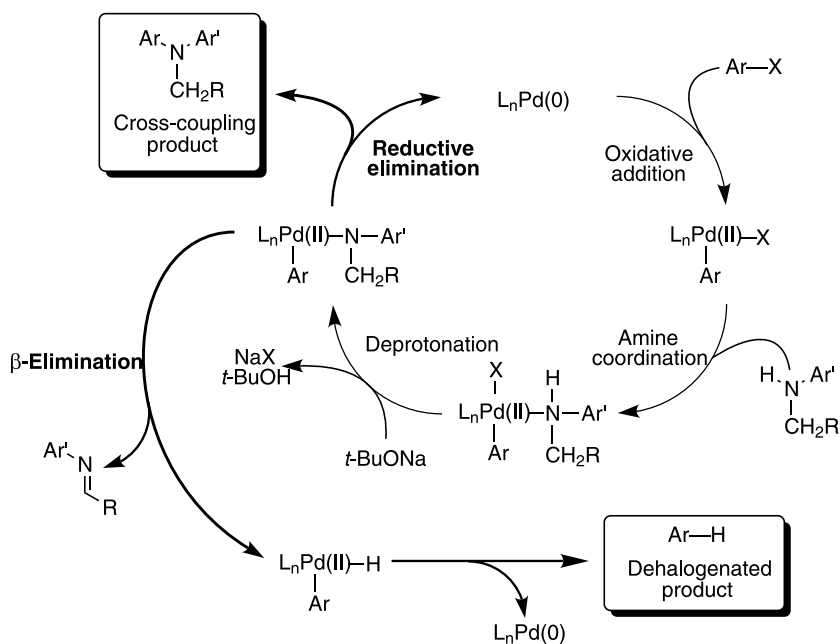 Ar
Ar'
N
CH2R
Cross-coupling
product
LnPd(0)
Ar—X
Reductive
elimination
Oxidative
addition
LnPd(II)—N—Ar'
Ar
CH2R
LnPd(II)—X
Ar
β-Elimination
NaX
t-BuOH
Deprotonation
Amine
coordination
X
H
LnPd(II)—N—Ar'
Ar
CH2R
H
N
Ar'
CH2R
t-BuONa
Ar'
N
R
LnPd(II)—H
Ar
Ar—H
Dehalogenated
product
LnPd(0)